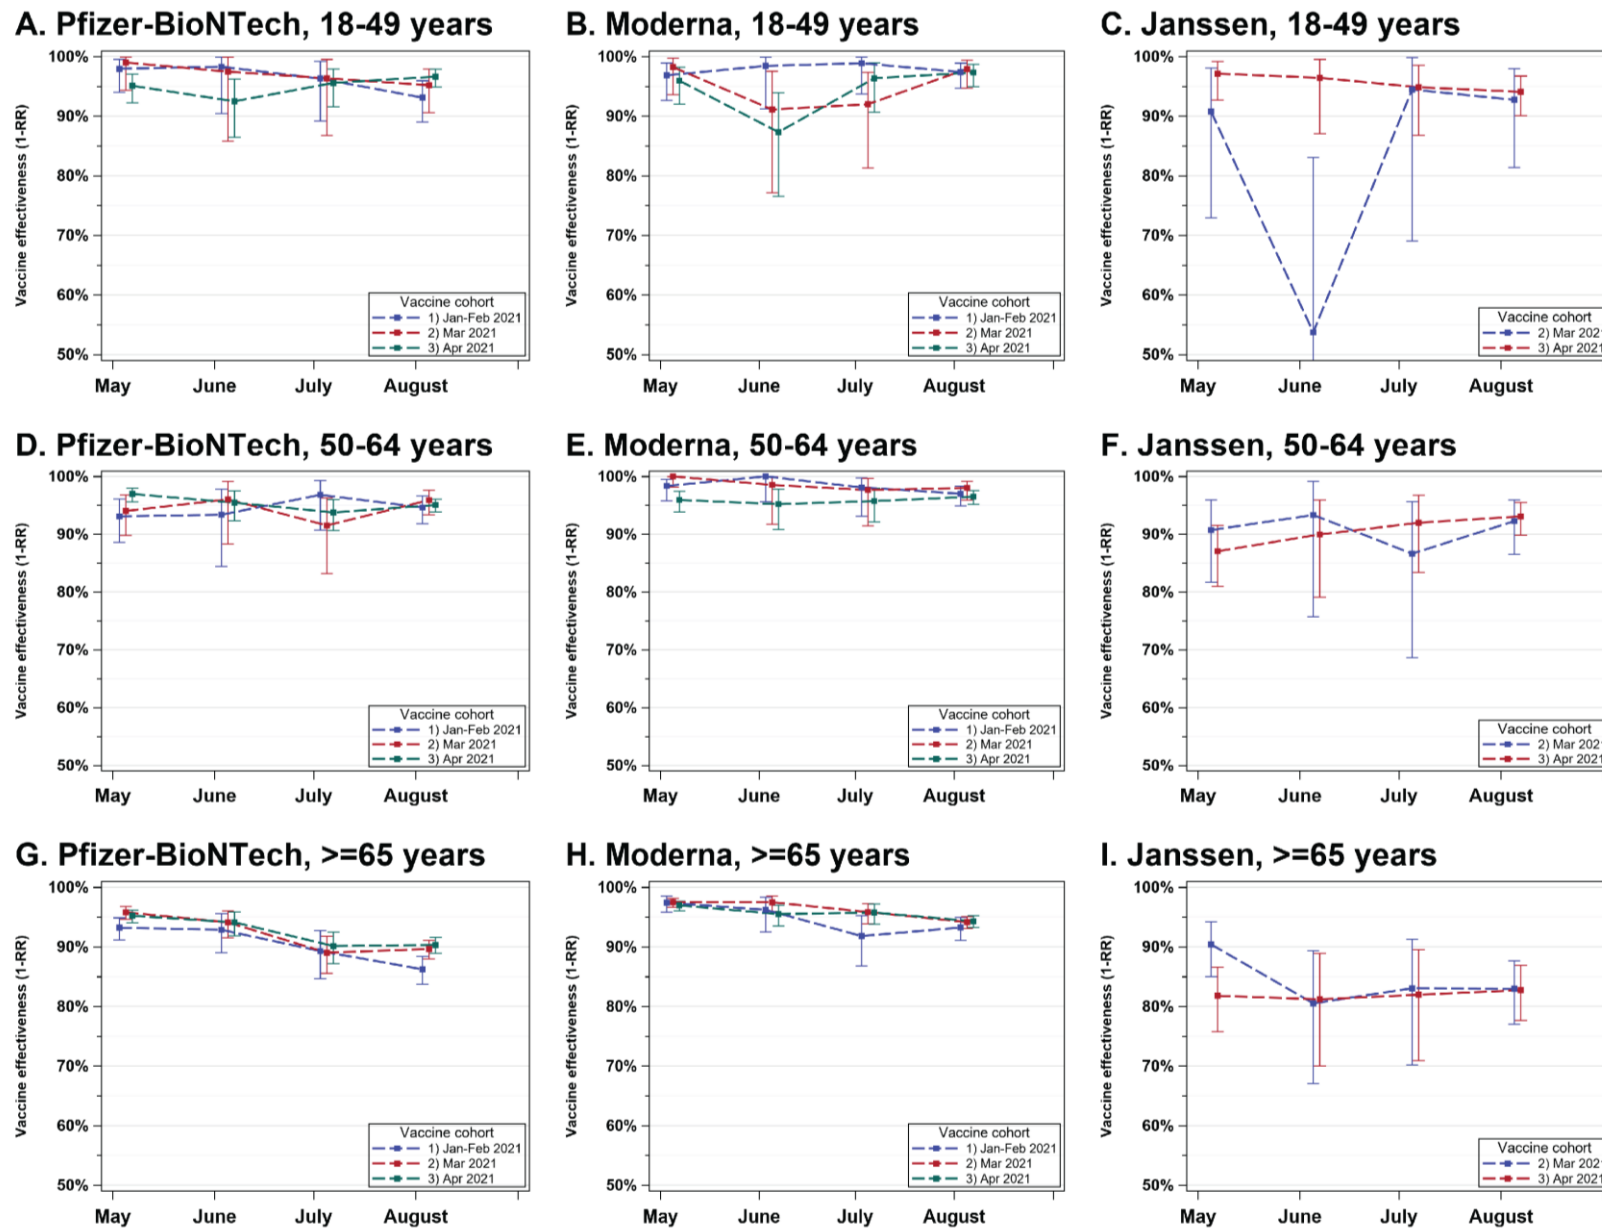 A. Pfizer-BioNTech, 18-49 years
Vaccine effectiveness (1-RR)
100%
90%
80%
70%
60%
50%
Vaccine cohort
1) Jan-Feb 2021
2) Mar 2021
3) Apr 2021
May June July August
B. Moderna, 18-49 years
Vaccine effectiveness (1-RR)
100%
90%
80%
70%
60%
50%
Vaccine cohort
1) Jan-Feb 2021
2) Mar 2021
3) Apr 2021
May June July August
C. Janssen, 18-49 years
Vaccine effectiveness (1-RR)
100%
90%
80%
70%
60%
50%
Vaccine cohort
2) Mar 2021
3) Apr 2021
May June July August
D. Pfizer-BioNTech, 50-64 years
Vaccine effectiveness (1-RR)
100%
90%
80%
70%
60%
50%
Vaccine cohort
1) Jan-Feb 2021
2) Mar 2021
3) Apr 2021
May June July August
E. Moderna, 50-64 years
Vaccine effectiveness (1-RR)
100%
90%
80%
70%
60%
50%
Vaccine cohort
1) Jan-Feb 2021
2) Mar 2021
3) Apr 2021
May June July August
F. Janssen, 50-64 years
Vaccine effectiveness (1-RR)
100%
90%
80%
70%
60%
50%
Vaccine cohort
2) Mar 2021
3) Apr 2021
May June July August
G. Pfizer-BioNTech, >=65 years
Vaccine effectiveness (1-RR)
100%
90%
80%
70%
60%
50%
Vaccine cohort
1) Jan-Feb 2021
2) Mar 2021
3) Apr 2021
May June July August
H. Moderna, >=65 years
Vaccine effectiveness (1-RR)
100%
90%
80%
70%
60%
50%
Vaccine cohort
1) Jan-Feb 2021
2) Mar 2021
3) Apr 2021
May June July August
I. Janssen, >=65 years
Vaccine effectiveness (1-RR)
100%
90%
80%
70%
60%
50%
Vaccine cohort
2) Mar 2021
3) Apr 2021
May June July August